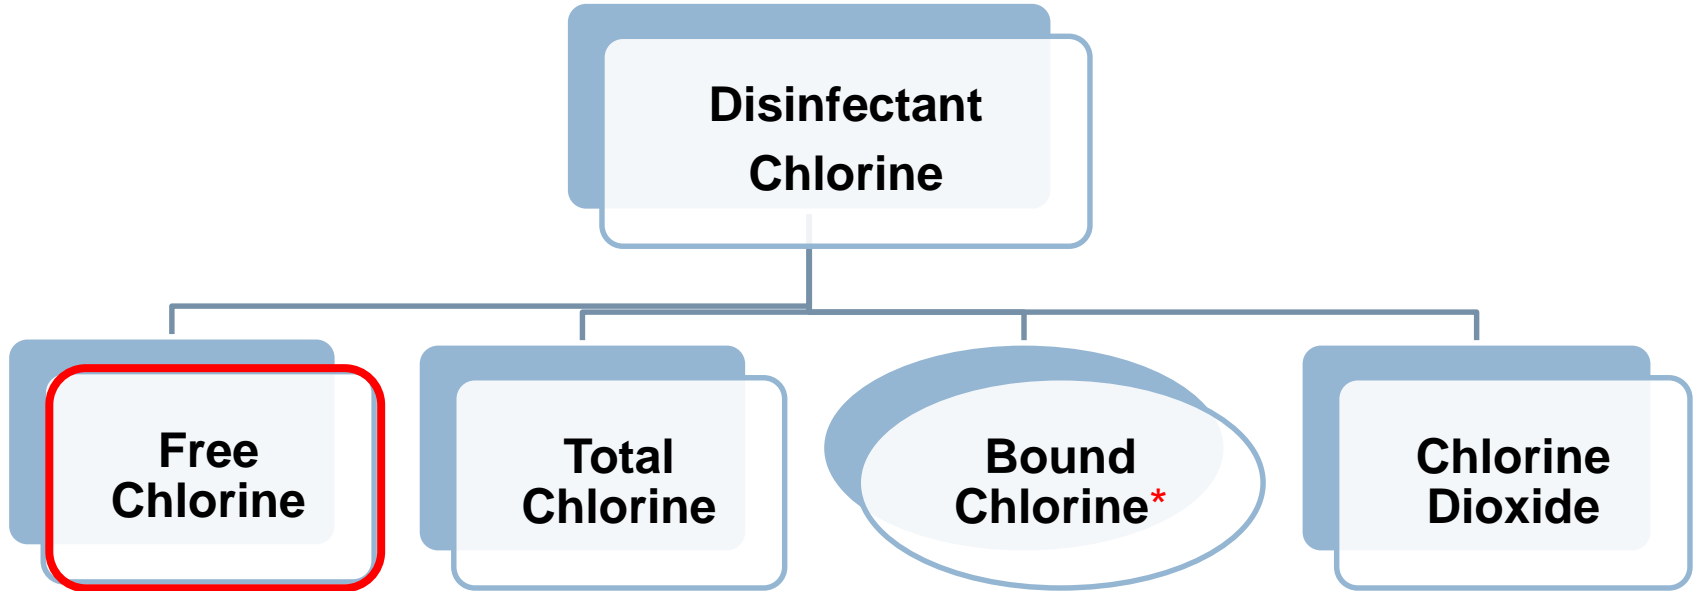 Disinfectant
Chlorine
Free
Chlorine
Total
Chlorine
Bound
Chlorine*
Chlorine
Dioxide